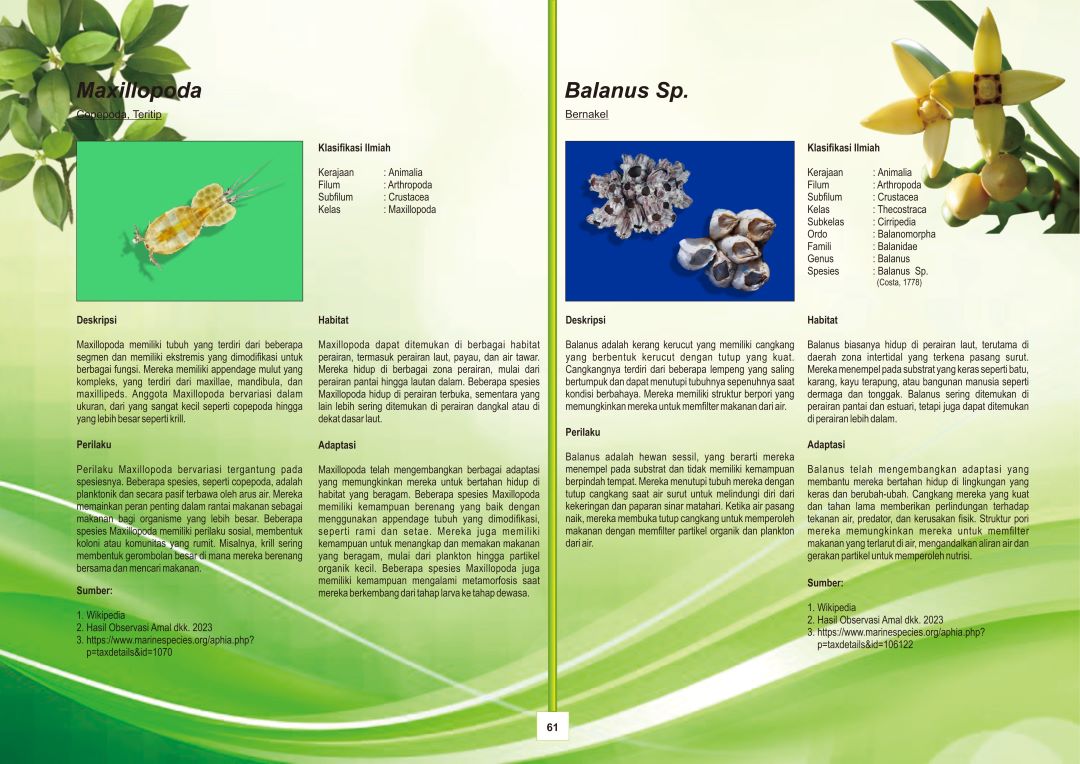 Maxillopoda
Copepoda, Teritip
Klasifikasi Ilmiah
Kerajaan : Animalia
Filum : Arthropoda
Subfilum : Crustacea
Kelas : Maxillopoda
Deskripsi
Maxillopoda memiliki tubuh yang terdiri dari beberapa
segmen dan memiliki ekstremis yang dimodifikasi untuk
berbagai fungsi. Mereka memiliki appendage mulut yang
kompleks, yang terdiri dari maxillae, mandibula, dan
maxillipeds. Anggota Maxillopoda bervariasi dalam
ukuran, dari yang sangat kecil seperti copepoda hingga
yang lebih besar seperti krill.
Perilaku
Perilaku Maxillopoda bervariasi tergantung pada
spesiesnya. Beberapa spesies, seperti copepoda, adalah
planktonik dan secara pasif terbawa oleh arus air. Mereka
memainkan peran penting dalam rantai makanan sebagai
makanan bagi organisme yang lebih besar. Beberapa
spesies Maxillopoda memiliki perilaku sosial, membentuk
koloni atau komunitas yang rumit. Misalnya, krill sering
membentuk gerombolan besar di mana mereka berenang
bersama dan mencari makanan.
Sumber:
1. Wikipedia
2. Hasil Observasi Amal dkk. 2023
3. https://www.marinespecies.org/aphia.php?
p=taxdetails&id=1070
Habitat
Maxillopoda dapat ditemukan di berbagai habitat
perairan, termasuk perairan laut, payau, dan air tawar.
Mereka hidup di berbagai zona perairan, mulai dari
perairan pantai hingga lautan dalam. Beberapa spesies
Maxillopoda hidup di perairan terbuka, sementara yang
lain lebih sering ditemukan di perairan dangkal atau di
dekat dasar laut.
Adaptasi
Maxillopoda telah mengembangkan berbagai adaptasi
yang memungkinkan mereka untuk bertahan hidup di
habitat yang beragam. Beberapa spesies Maxillopoda
memiliki kemampuan berenang yang baik dengan
menggunakan appendage tubuh yang dimodifikasi,
seperti rami dan setae. Mereka juga memiliki
kemampuan untuk menangkap dan memakan makanan
yang beragam, mulai dari plankton hingga partikel
organik kecil. Beberapa spesies Maxillopoda juga
memiliki kemampuan mengalami metamorfosis saat
mereka berkembang dari tahap larva ke tahap dewasa.
Balanus Sp.
Bernakel
Klasifikasi Ilmiah
Kerajaan : Animalia
Filum : Arthropoda
Subfilum : Crustacea
Kelas : Thecostraca
Subkelas : Cirripedia
Ordo : Balanomorpha
Famili : Balanidae
Genus : Balanus
Spesies : Balanus Sp.
(Costa, 1778)
Deskripsi
Balanus adalah kerang kerucut yang memiliki cangkang
yang berbentuk kerucut dengan tutup yang kuat.
Cangkangnya terdiri dari beberapa lempeng yang saling
bertumpuk dan dapat menutupi tubuhnya sepenuhnya saat
kondisi berbahaya. Mereka memiliki struktur berpori yang
memungkinkan mereka untuk memfilter makanan dari air.
Perilaku
Balanus adalah hewan sessil, yang berarti mereka
menempel pada substrat dan tidak memiliki kemampuan
berpindah tempat. Mereka menutupi tubuh mereka dengan
tutup cangkang saat air surut untuk melindungi diri dari
kekeringan dan paparan sinar matahari. Ketika air pasang
naik, mereka membuka tutup cangkang untuk memperoleh
makanan dengan memfilter partikel organik dan plankton
dari air.
Habitat
Balanus biasanya hidup di perairan laut, terutama di
daerah zona intertidal yang terkena pasang surut.
Mereka menempel pada substrat yang keras seperti batu,
karang, kayu terapung, atau bangunan manusia seperti
dermaga dan tonggak. Balanus sering ditemukan di
perairan pantai dan estuari, tetapi juga dapat ditemukan
di perairan lebih dalam.
Adaptasi
Balanus telah mengembangkan adaptasi yang
membantu mereka bertahan hidup di lingkungan yang
keras dan berubah-ubah. Cangkang mereka yang kuat
dan tahan lama memberikan perlindungan terhadap
tekanan air, predator, dan kerusakan fisik. Struktur pori
mereka memungkinkan mereka untuk memfilter
makanan yang terlarut di air, mengandalkan aliran air dan
gerakan partikel untuk memperoleh nutrisi.
Sumber:
1. Wikipedia
2. Hasil Observasi Amal dkk. 2023
3. https://www.marinespecies.org/aphia.php?
p=taxdetails&id=106122
61